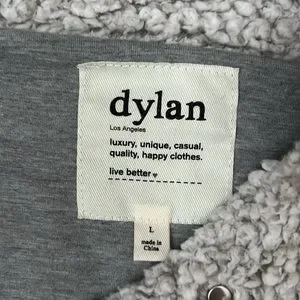 dylan
Los Angeles
luxury, unique, casual,
quality, happy clothes.
live better ♥
L
made in
China